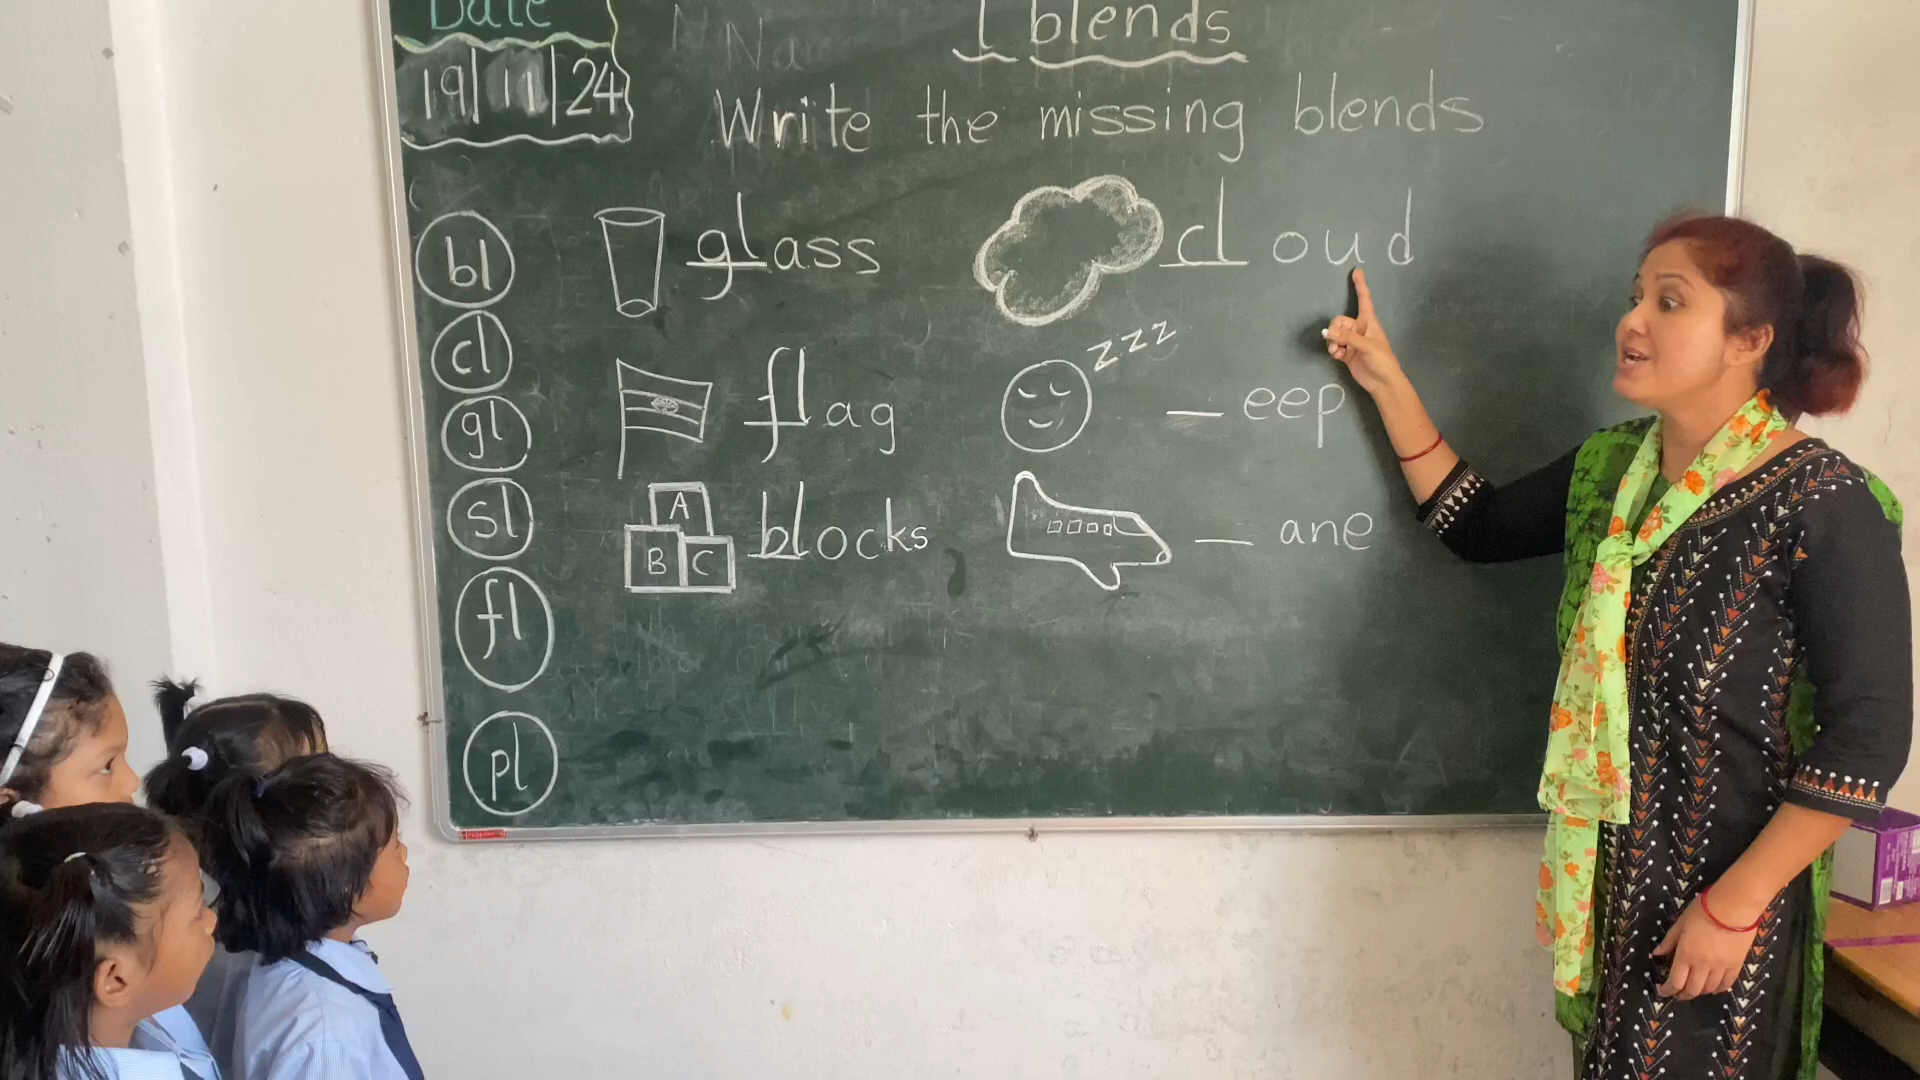 Date
19|11|24
l blends
Write the missing blends
bl
cl
gl
sl
fl
pl
glass
cloud
flag
zzz
_ eep
A
B C
blocks
_ ane